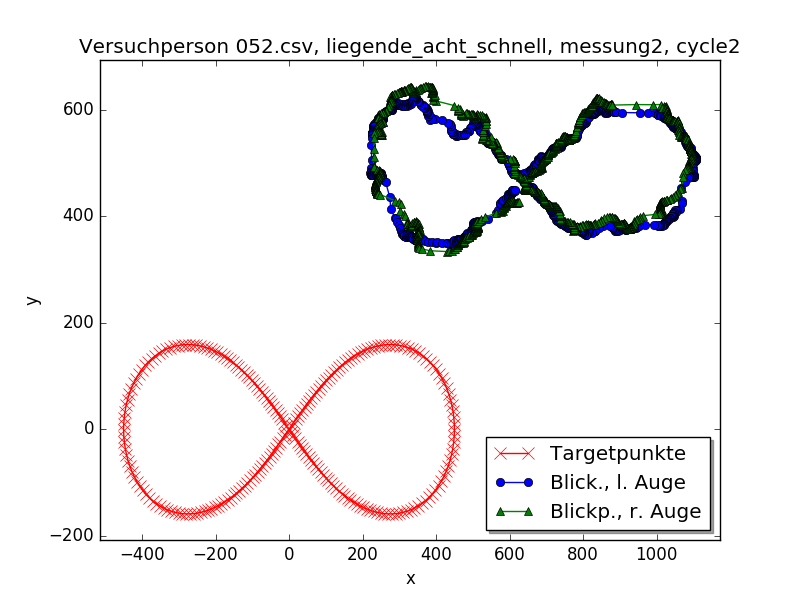 Versuchperson 052.csv, liegende_acht_schnell, messung2, cycle2
600
400
200
0
−200
y
−400
−200
0
200
400
600
800
1000
x
Targetpunkte
Blick., l. Auge
Blickp., r. Auge